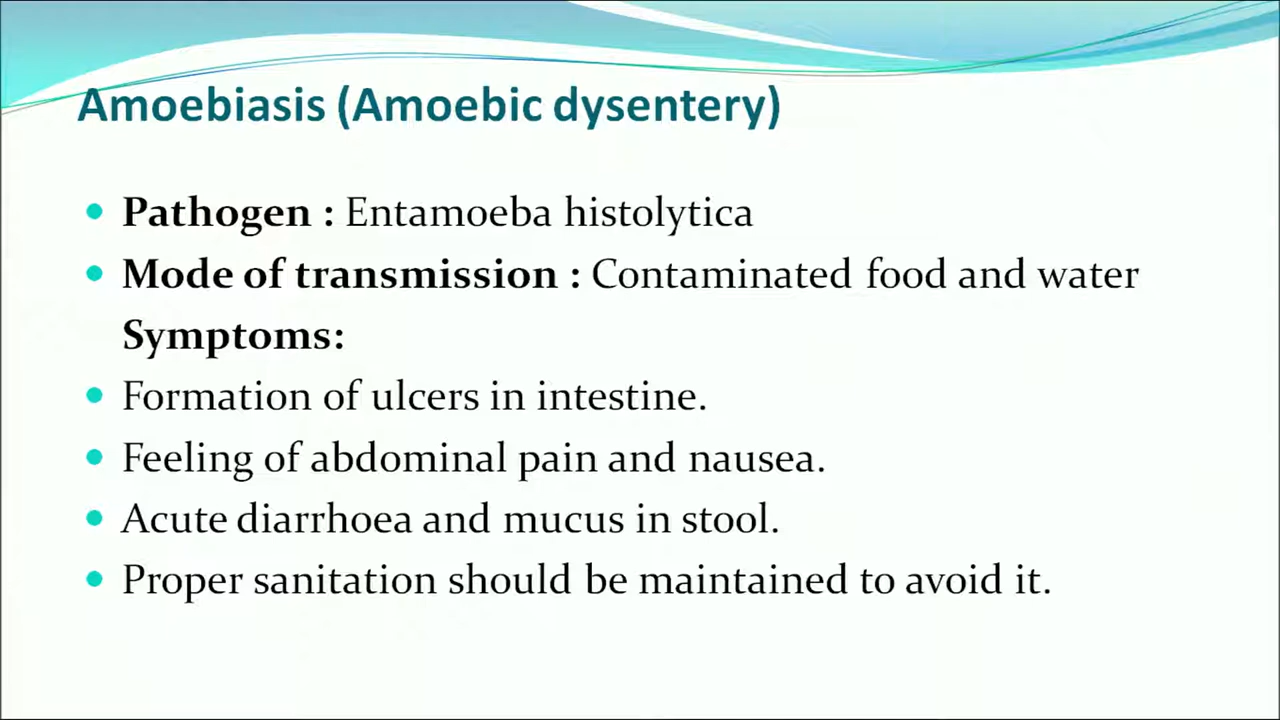 Amoebiasis (Amoebic dysentery)
Pathogen : Entamoeba histolytica
Mode of transmission : Contaminated food and water
Symptoms:
Formation of ulcers in intestine.
Feeling of abdominal pain and nausea.
Acute diarrhoea and mucus in stool.
Proper sanitation should be maintained to avoid it.